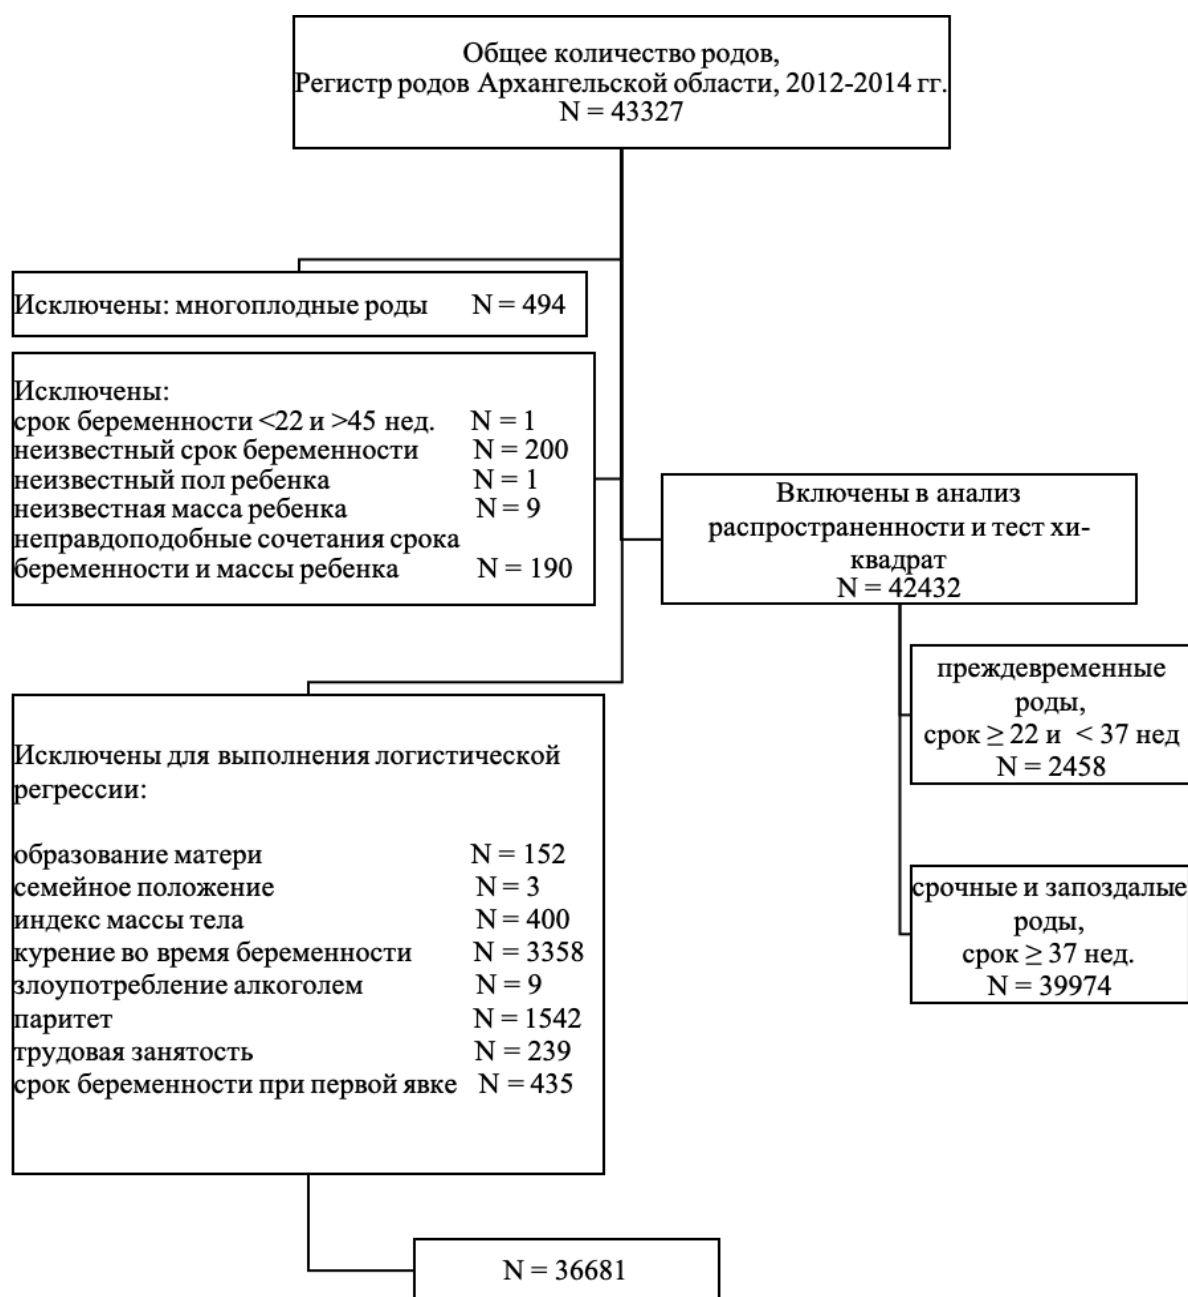 Общее количество родов,
Регистр родов Архангельской области, 2012-2014 гг.
N = 43327
Исключены: многоплодные роды N = 494
Исключены:
срок беременности <22 и >45 нед. N = 1
неизвестный срок беременности N = 200
неизвестный пол ребенка N = 1
неизвестная масса ребенка N = 9
неправдоподобные сочетания срока
беременности и массы ребенка N = 190
Включены в анализ
распространенности и тест хи-
квадрат
N = 42432
преждевременные
роды,
срок ≥ 22 и < 37 нед
N = 2458
срочные и запоздалые
роды,
срок ≥ 37 нед.
N = 39974
Исключены для выполнения логистической
регрессии:
образование матери N = 152
семейное положение N = 3
индекс массы тела N = 400
курение во время беременности N = 3358
злоупотребление алкоголем N = 9
паритет N = 1542
трудовая занятость N = 239
срок беременности при первой явке N = 435
N = 36681